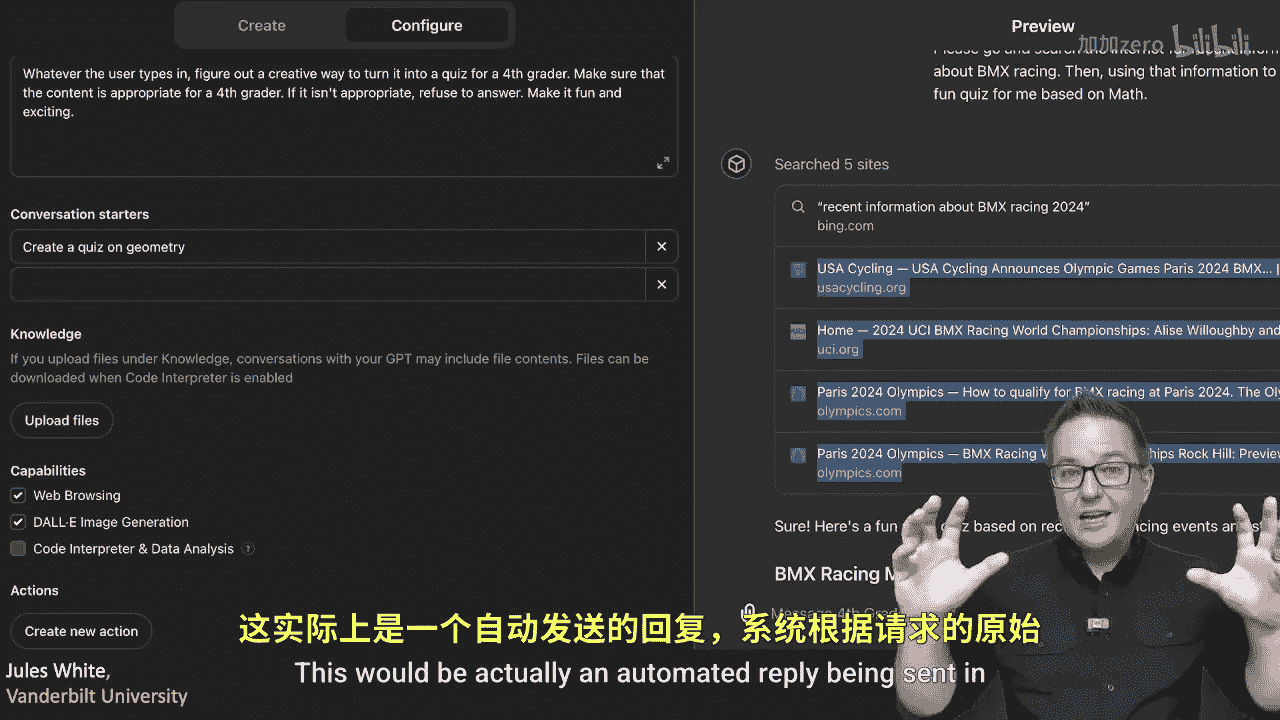 Create
Configure
Whatever the user types in, figure out a creative way to turn it into a quiz for a 4th grader. Make sure that
the content is appropriate for a 4th grader. If it isn't appropriate, refuse to answer. Make it fun and
exciting.
Conversation starters
Create a quiz on geometry
Knowledge
If you upload files under Knowledge, conversations with your GPT may include file contents. Files can be
downloaded when Code Interpreter is enabled
Upload files
Capabilities
Web Browsing
DALL·E Image Generation
Code Interpreter & Data Analysis
Actions
Create new action
Preview
加加zero bilibili
about BMX racing. Then, using that information to
fun quiz for me based on Math.
Searched 5 sites
“recent information about BMX racing 2024”
bing.com
USA Cycling — USA Cycling Announces Olympic Games Paris 2024 BMX... |
usacycling.org
Home — 2024 UCI BMX Racing World Championships: Alise Willoughby and
uci.org
Paris 2024 Olympics — How to qualify for BMX racing at Paris 2024. The
olympics.com
Paris 2024 Olympics — BMX Racing Rock Hill: Preview
olympics.com
Sure! Here's a fun quiz based on
BMX Racing
这实际上是一个自动发送的回复，系统根据请求的原始
This would be actually an automated reply being sent in
Jules White,
Vanderbilt University